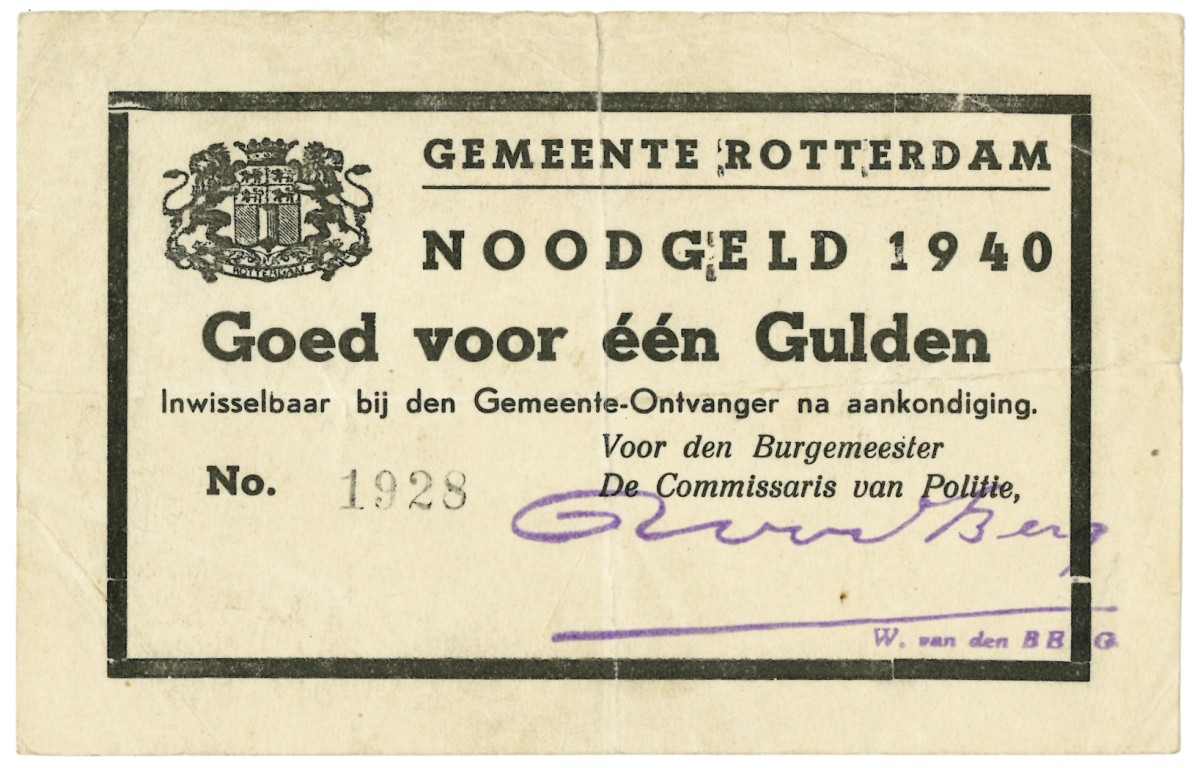 GEMEENTE ROTTERDAM
ROTTERDAM
NOODGELD 1940
Goed voor één Gulden
Inwisselbaar bij den Gemeente-Ontvanger na aankondiging.
Voor den Burgemeester
No. 1928
De Commissaris van Politie,
W. van den